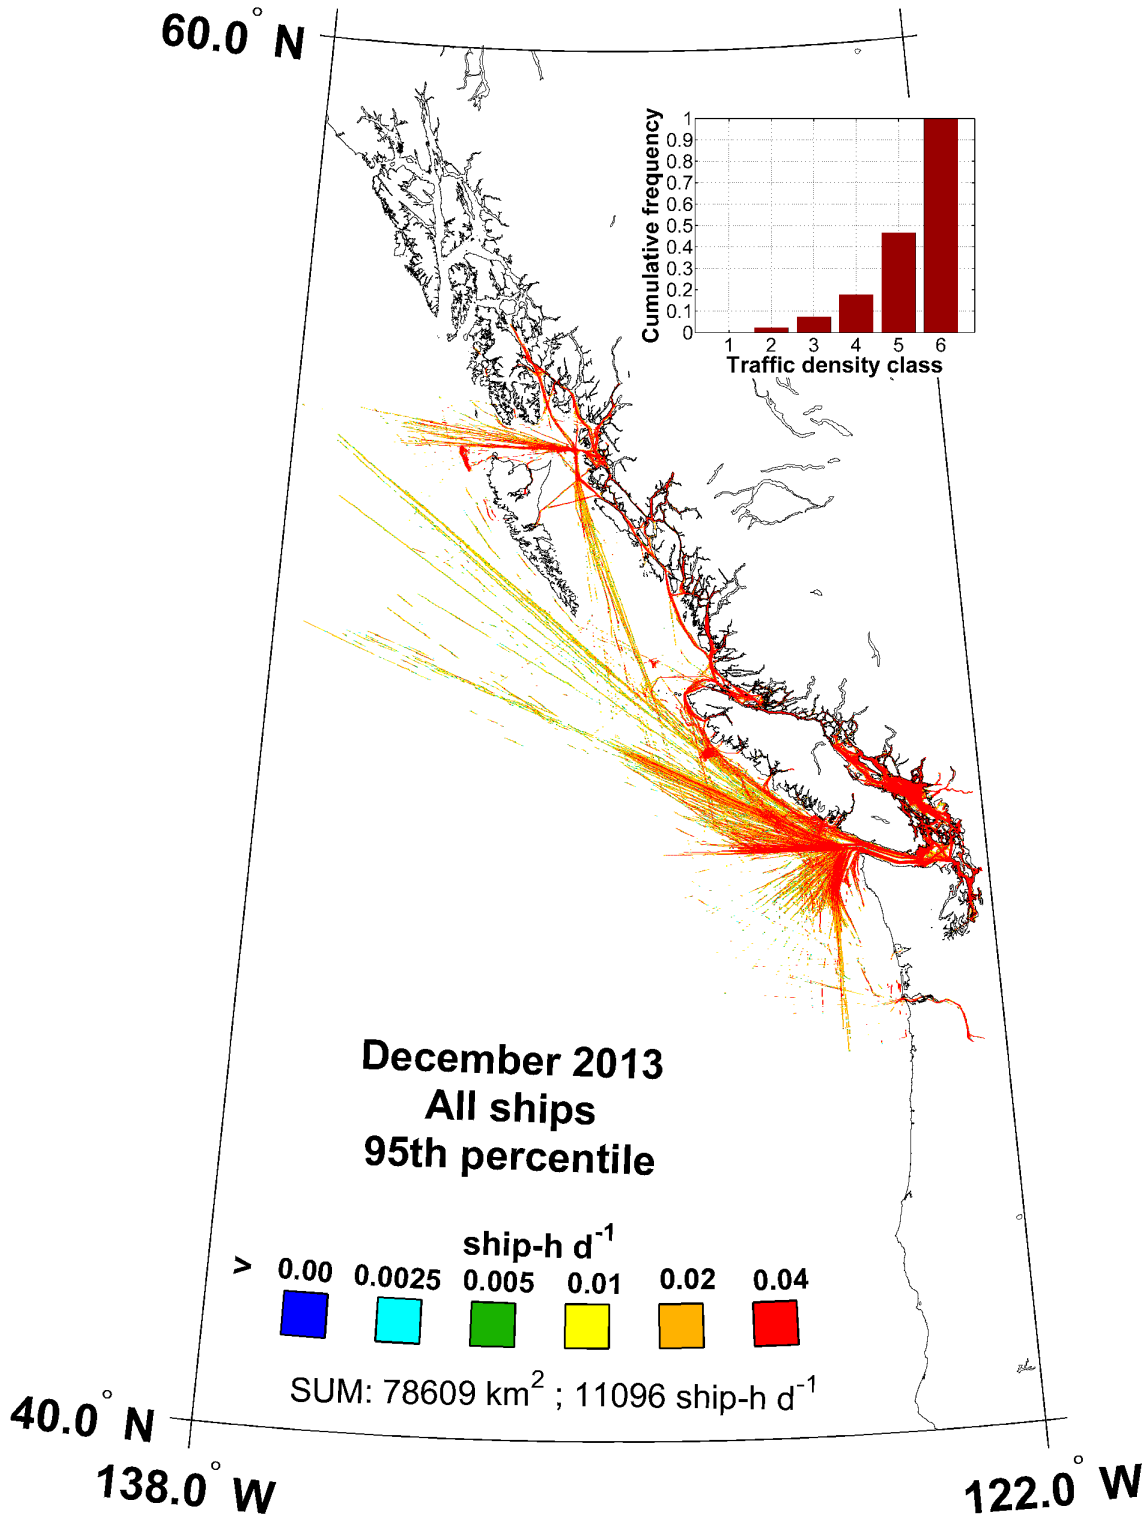 60.0° N
Cumulative frequency
1
0.9
0.8
0.7
0.6
0.5
0.4
0.3
0.2
0.1
0
1 2 3 4 5 6
Traffic density class
December 2013
All ships
95th percentile
ship-h d⁻¹
> 0.00 0.0025 0.005 0.01 0.02 0.04
SUM: 78609 km² ; 11096 ship-h d⁻¹
40.0° N
138.0° W
122.0° W